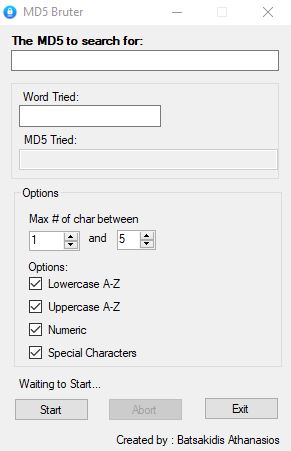 MD5 Bruter
The MD5 to search for:
Word Tried:
MD5 Tried:
Options
Max # of char between
1 and 5
Options:
Lowercase A-Z
Uppercase A-Z
Numeric
Special Characters
Waiting to Start...
Start Abort Exit
Created by : Batsakidis Athanasios